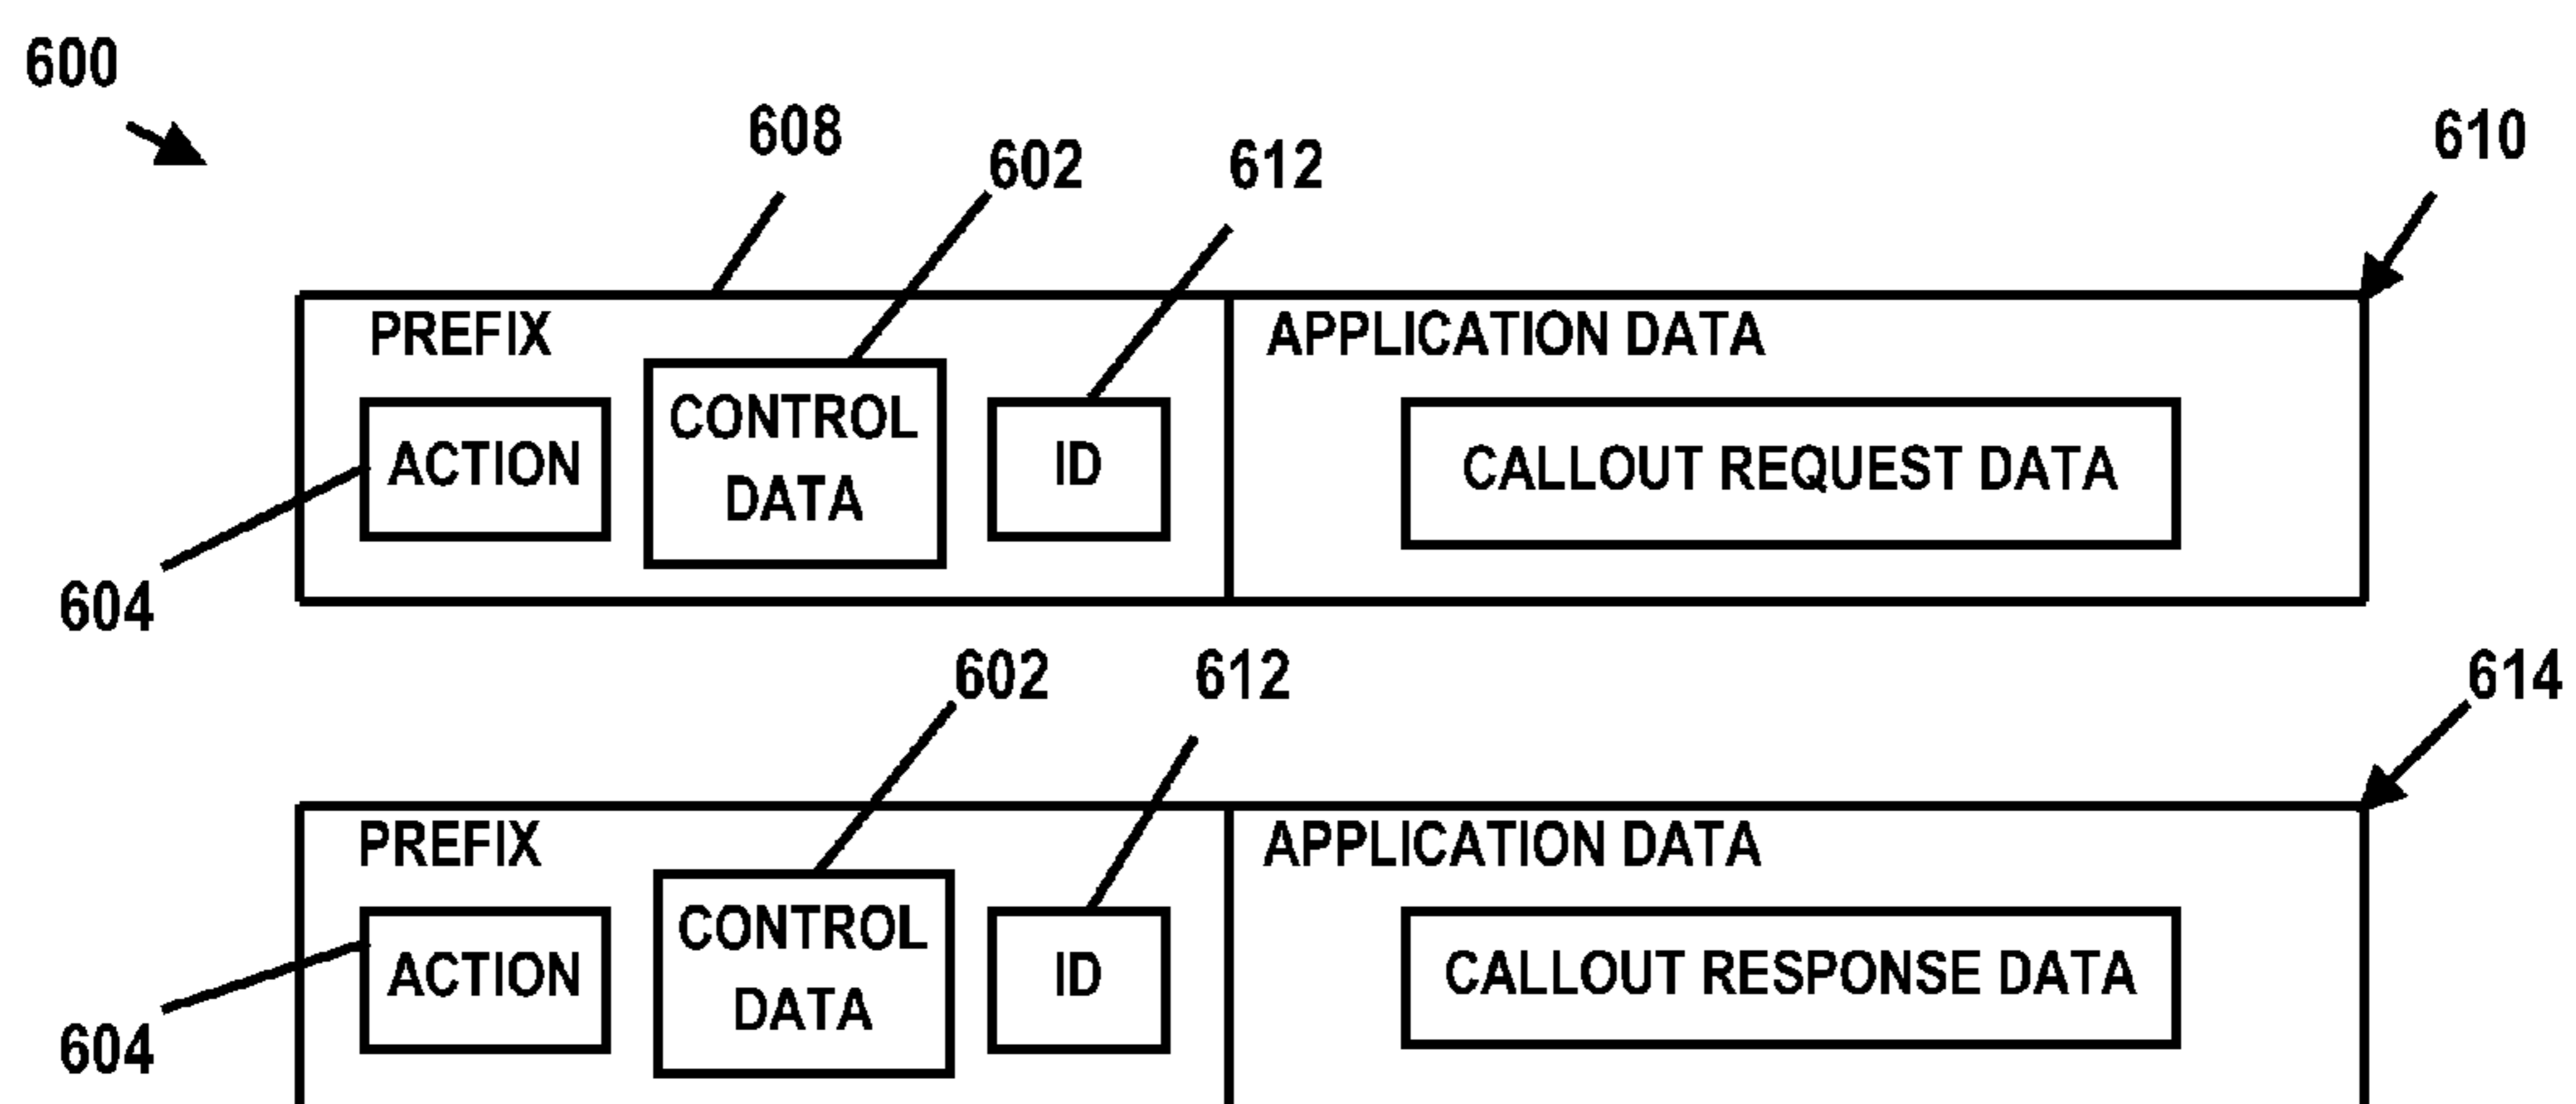 600
608
602
612
610
PREFIX
APPLICATION DATA
ACTION
CONTROL
DATA
ID
CALLOUT REQUEST DATA
604
602
612
614
PREFIX
APPLICATION DATA
ACTION
CONTROL
DATA
ID
CALLOUT RESPONSE DATA
604